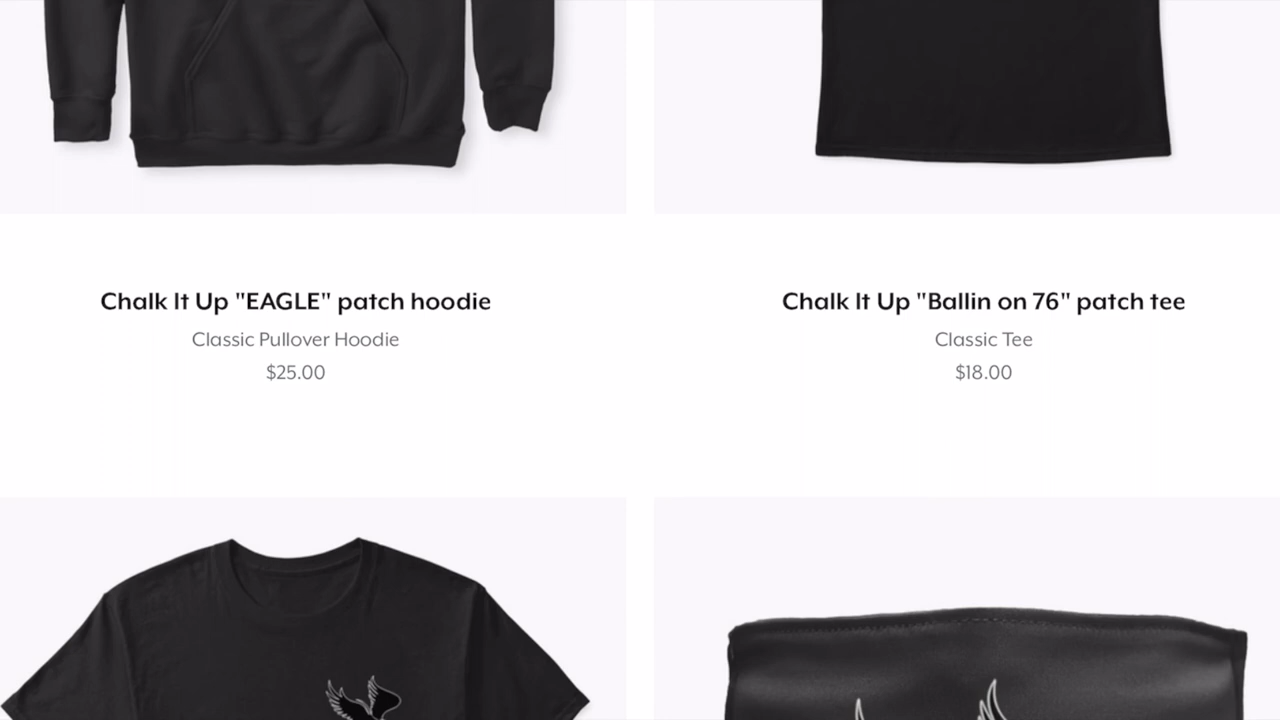 Chalk It Up "EAGLE" patch hoodie
Classic Pullover Hoodie
$25.00
Chalk It Up "Ballin on 76" patch tee
Classic Tee
$18.00